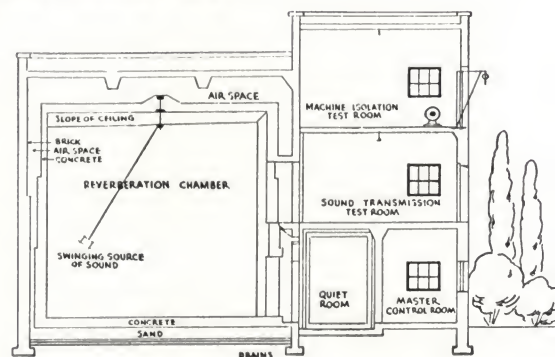 AIR SPACE
SLOPE OF CEILING
BRICK
AIR SPACE
CONCRETE
REVERBERATION CHAMBER
SWINGING SOURCE
OF SOUND
CONCRETE
SAND
DRAINS
MACHINE ISOLATION
TEST ROOM
SOUND TRANSMISSION
TEST ROOM
QUIET
ROOM
MASTER
CONTROL ROOM